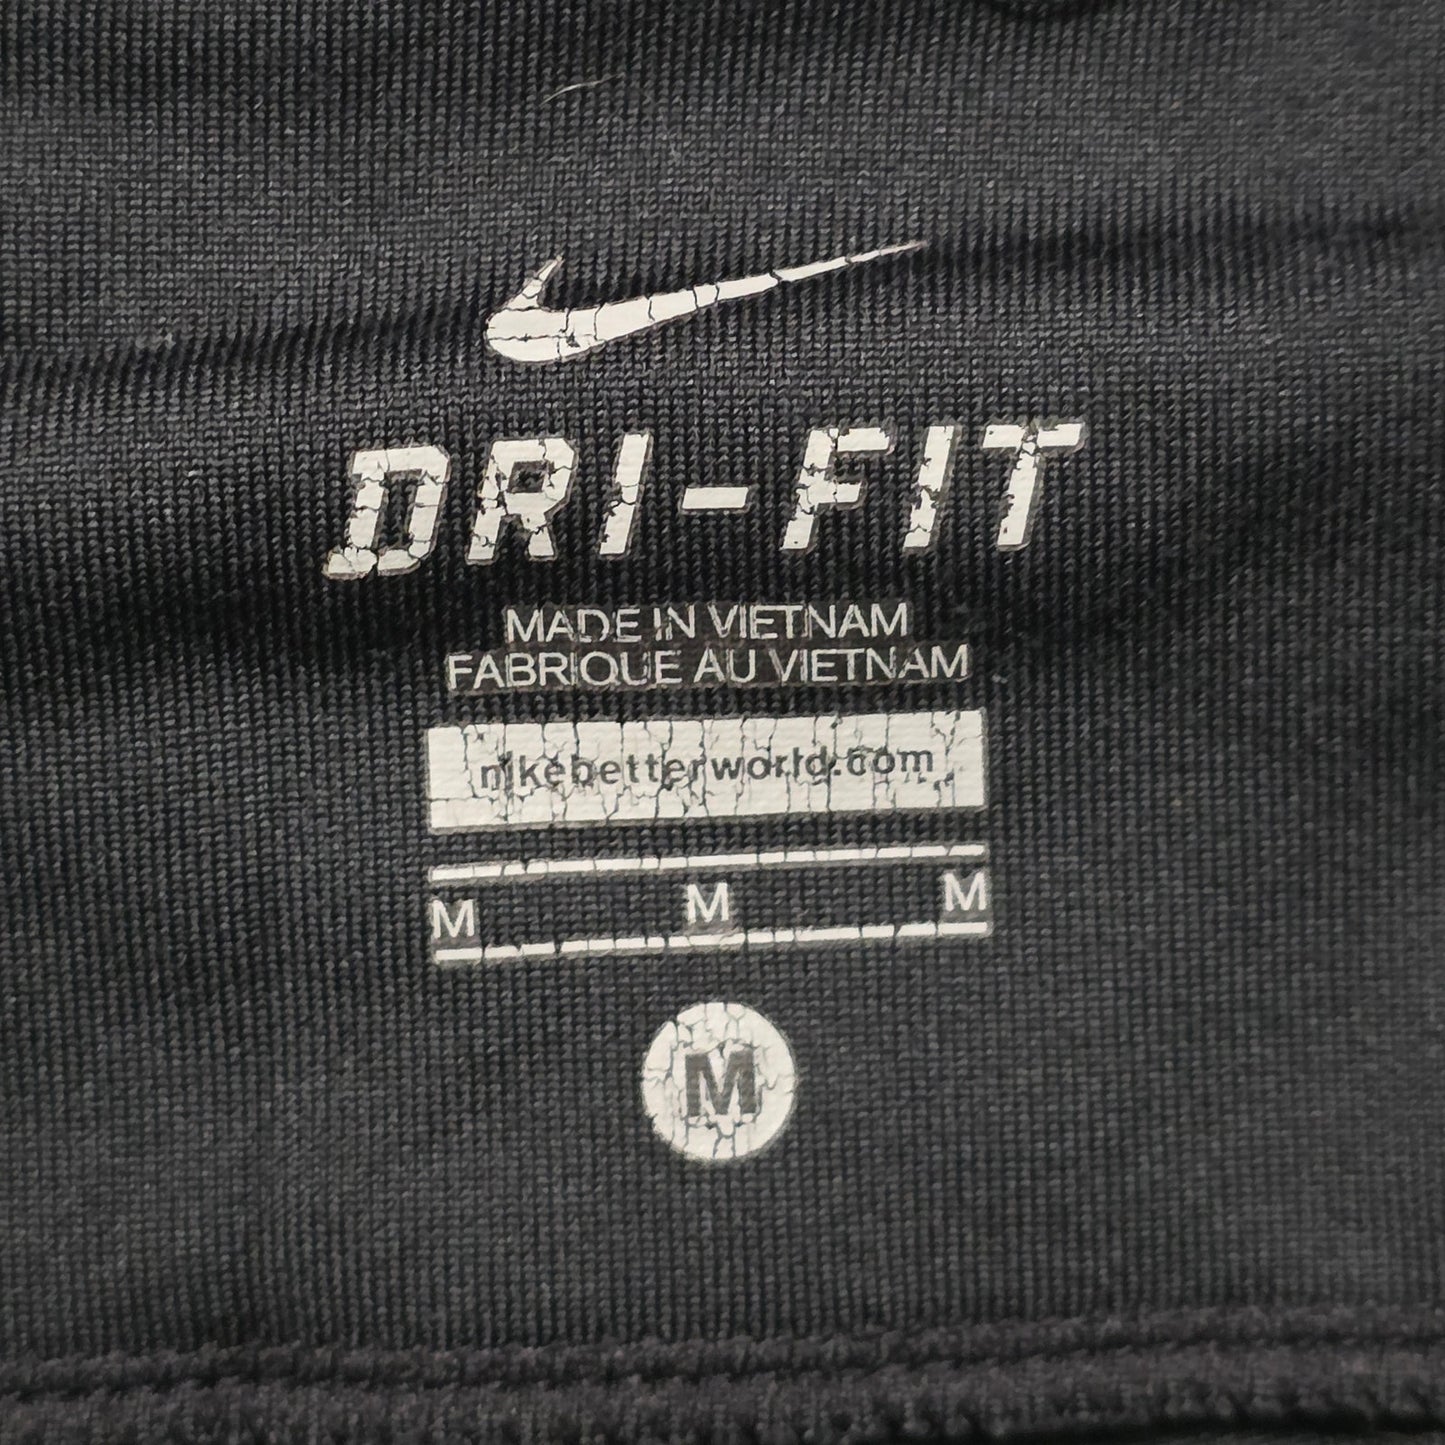 DRI-FIT
MADE IN VIETNAM
FABRIQUE AU VIETNAM
nikebetterworld.com
M M M
M